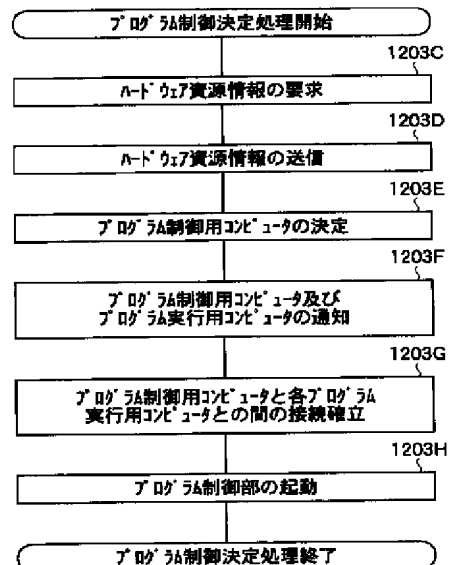 ﾌﾟﾛｸﾞﾗﾑ制御決定処理開始
1203C
ﾊｰﾄﾞｳｪｱ資源情報の要求
1203D
ﾊｰﾄﾞｳｪｱ資源情報の送信
1203E
ﾌﾟﾛｸﾞﾗﾑ制御用ｺﾝﾋﾟｭｰﾀの決定
1203F
ﾌﾟﾛｸﾞﾗﾑ制御用ｺﾝﾋﾟｭｰﾀ及び
ﾌﾟﾛｸﾞﾗﾑ実行用ｺﾝﾋﾟｭｰﾀの通知
1203G
ﾌﾟﾛｸﾞﾗﾑ制御用ｺﾝﾋﾟｭｰﾀと各ﾌﾟﾛｸﾞﾗﾑ
実行用ｺﾝﾋﾟｭｰﾀとの間の接続確立
1203H
ﾌﾟﾛｸﾞﾗﾑ制御部の起動
ﾌﾟﾛｸﾞﾗﾑ制御決定処理終了